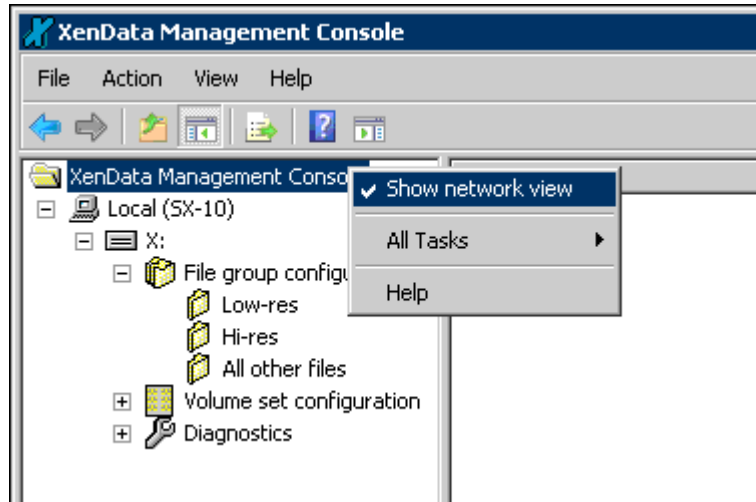 XenData Management Console
File Action View Help
XenData Management Conso
Show network view
Local (SX-10)
X:
All Tasks
File group configu
Help
Low-res
Hi-res
All other files
Volume set configuration
Diagnostics